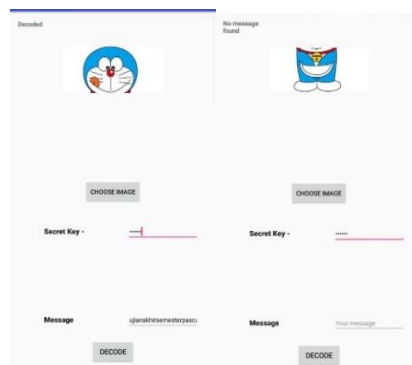 Decoded
CHOOSE IMAGE
Secret Key - ••••••
Message ujianakhirsemesterpasca
DECODE
No message
found
CHOOSE IMAGE
Secret Key - ••••••
Message Your message
DECODE